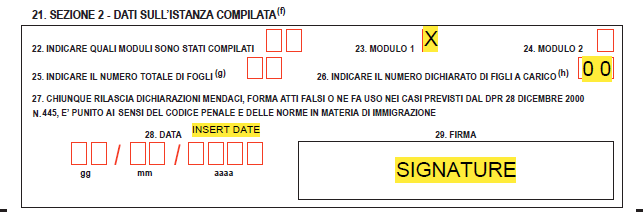 21. SEZIONE 2 - DATI SULL'ISTANZA COMPILATA(f)
22. INDICARE QUALI MODULI SONO STATI COMPILATI 23. MODULO 1 X 24. MODULO 2
25. INDICARE IL NUMERO TOTALE DI FOGLI (g) 26. INDICARE IL NUMERO DICHIARATO DI FIGLI A CARICO(h) 0 0
27. CHIUNQUE RILASCIA DICHIARAZIONI MENDACI, FORMA ATTI FALSI O NE FA USO NEI CASI PREVISTI DAL DPR 28 DICEMBRE 2000
N.445, E' PUNITO AI SENSI DEL CODICE PENALE E DELLE NORME IN MATERIA DI IMMIGRAZIONE
28. DATA INSERT DATE 29. FIRMA
/ /
gg mm aaaa
SIGNATURE